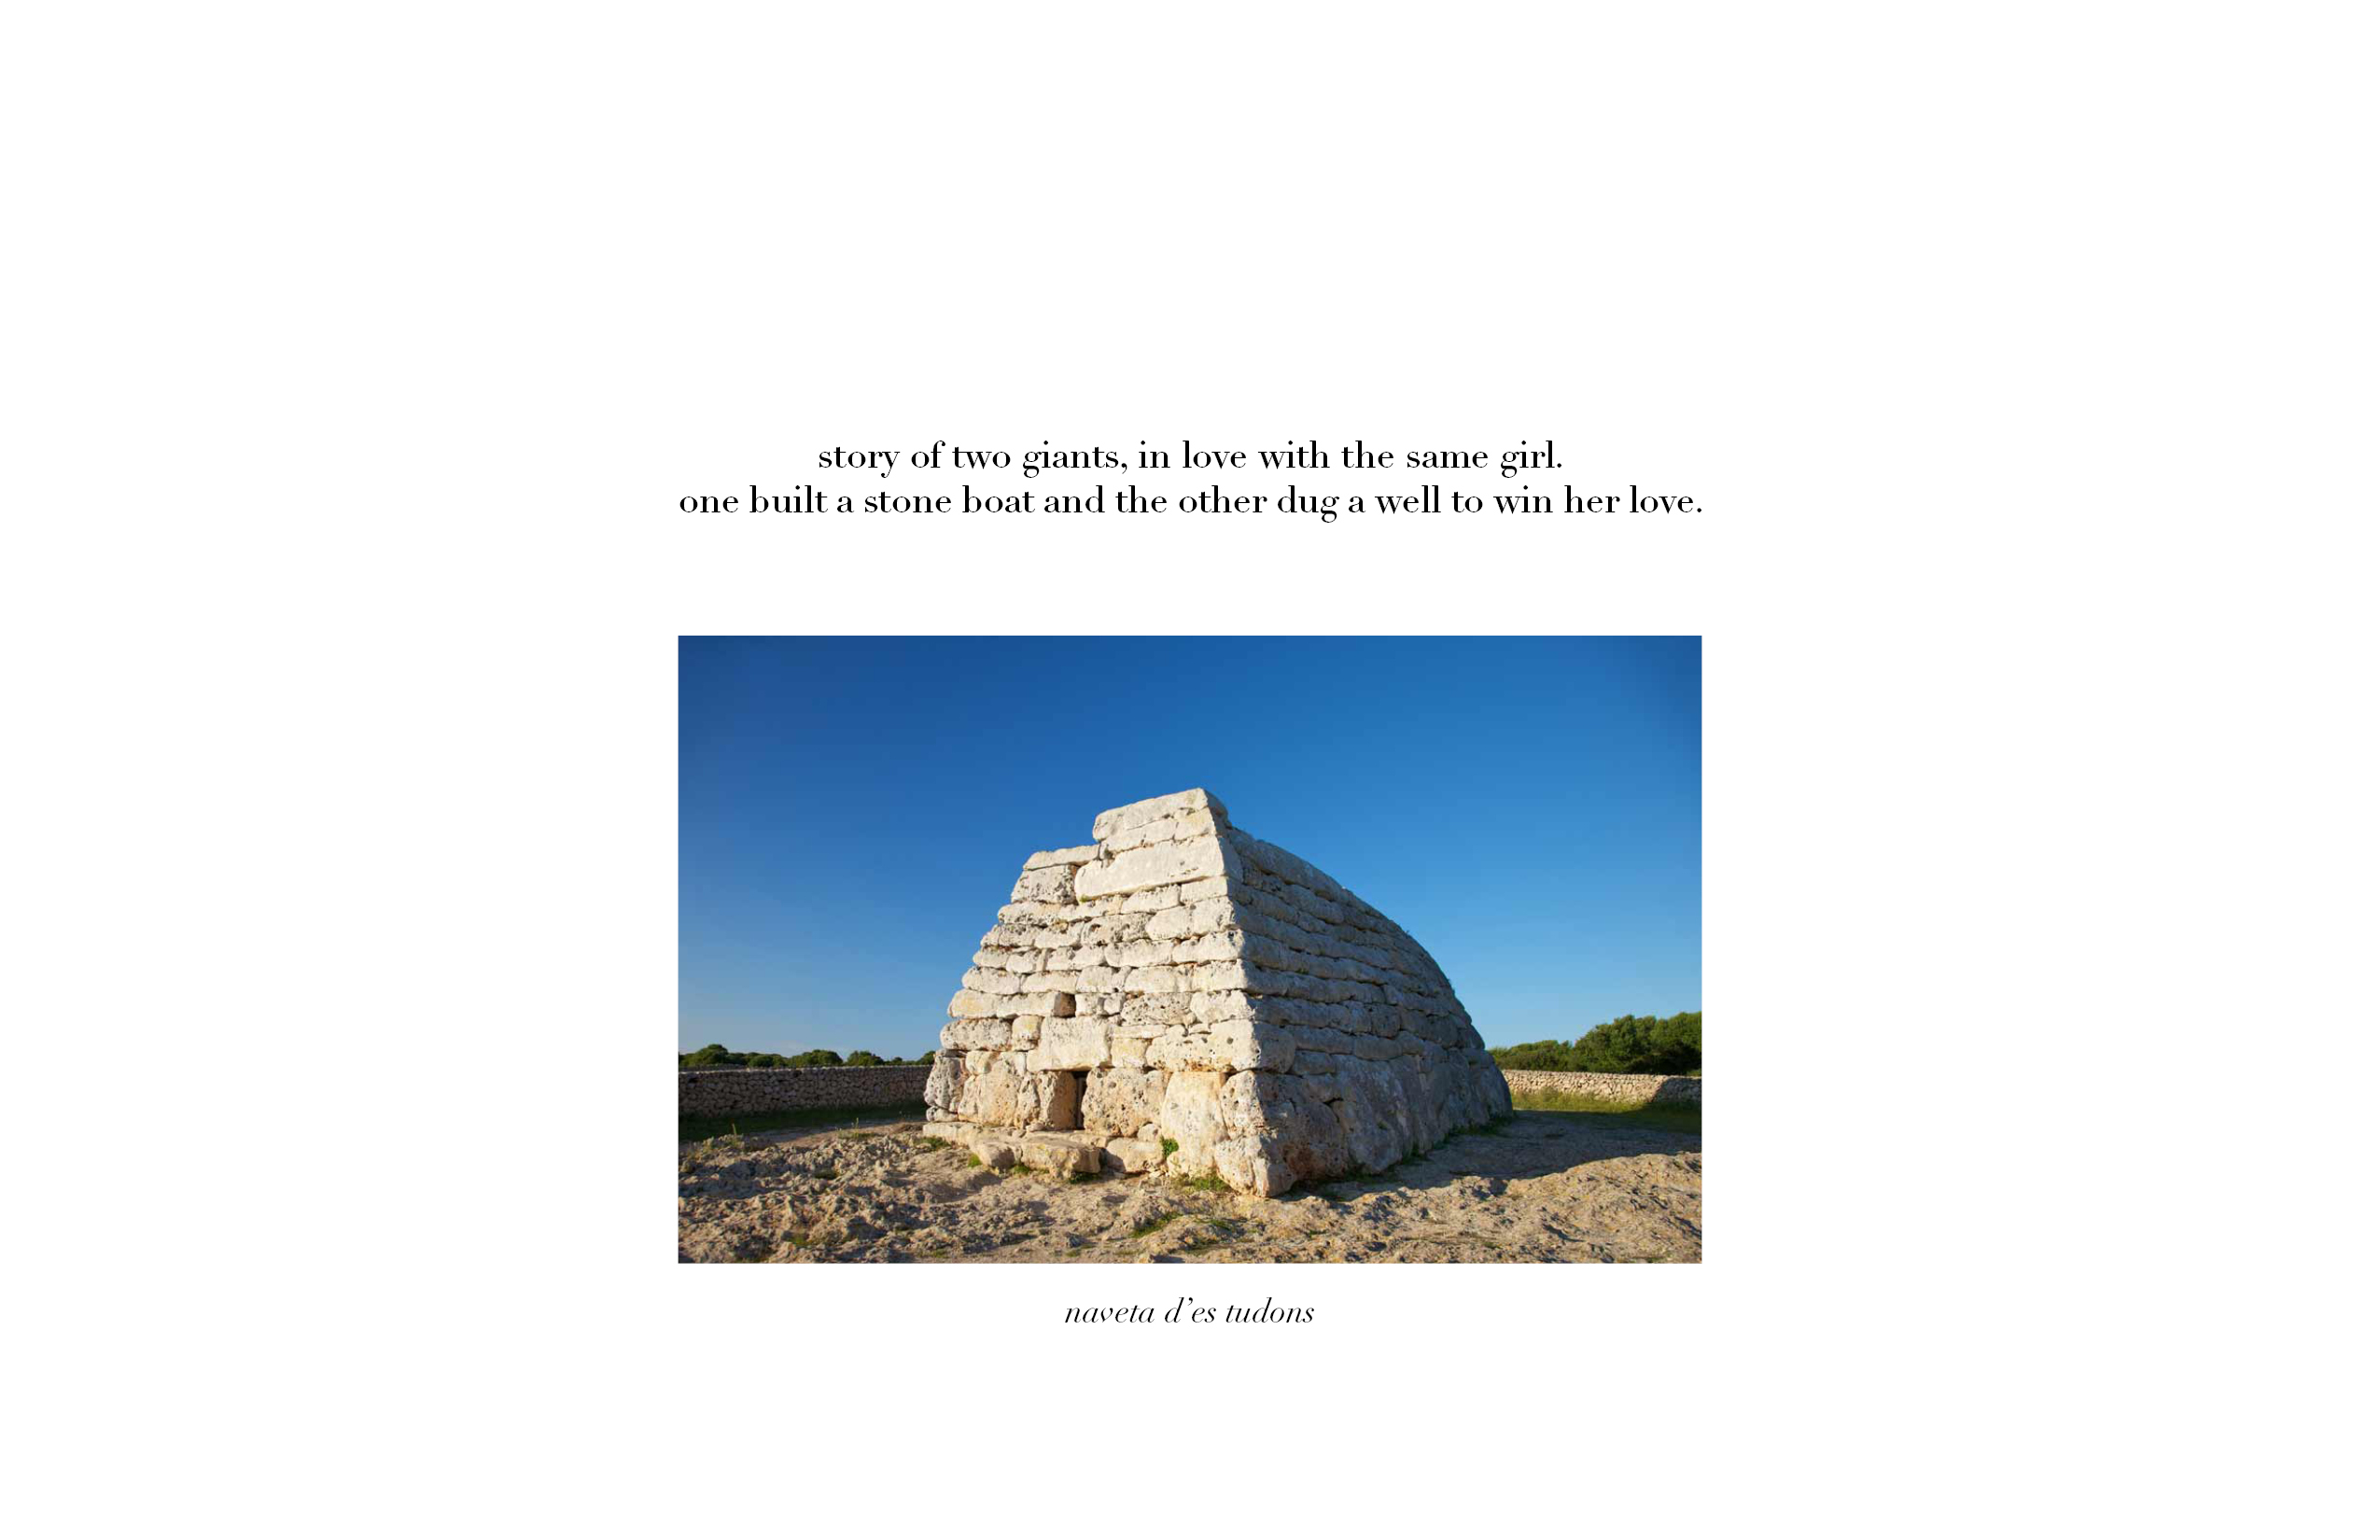 story of two giants, in love with the same girl.
one built a stone boat and the other dug a well to win her love.
naveta d’es tudons